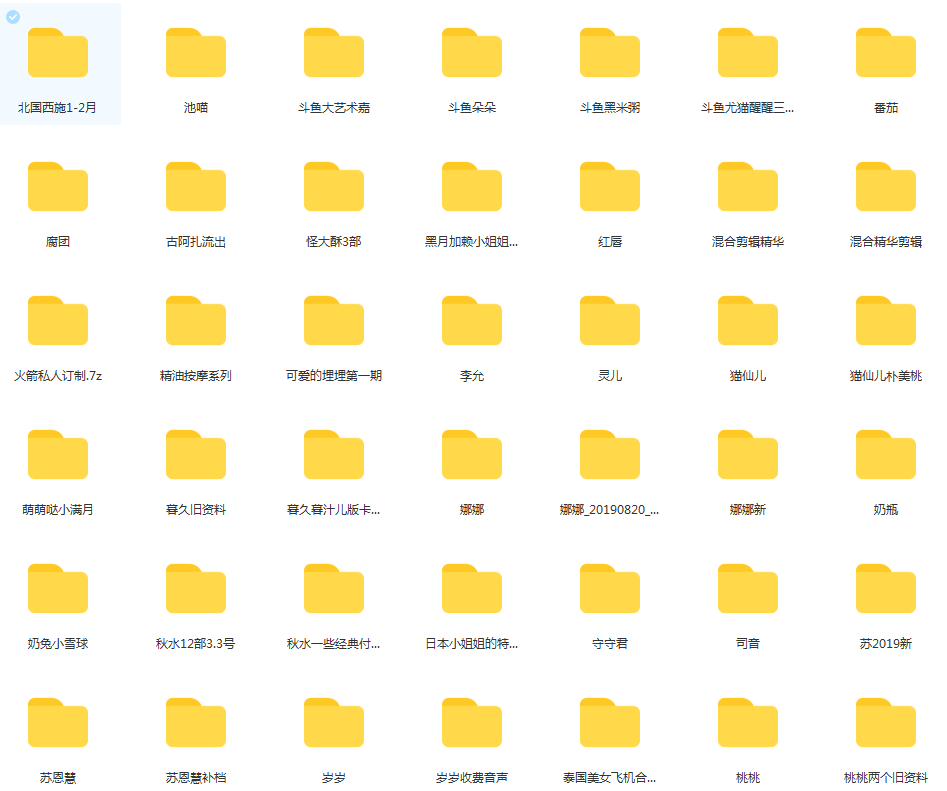 北国西施1-2月
池喵
斗鱼大艺术嘉
斗鱼朵朵
斗鱼黑米粥
斗鱼尤猫醒醒三...
番茄
腐团
古阿扎流出
怪大酥3部
黑月加赖小姐姐...
红唇
混合剪辑精华
混合精华剪辑
火箭私人订制.7z
精油按摩系列
可爱的埋埋第一期
李允
灵儿
猫仙儿
猫仙儿朴美桃
萌萌哒小满月
暮久旧资料
暮久暮汁儿版卡...
娜娜
娜娜_20190820_...
娜娜新
奶瓶
奶兔小雪球
秋水12部3.3号
秋水一些经典付...
日本小姐姐的特...
守守君
司音
苏2019新
苏恩慧
苏恩慧补档
岁岁
岁岁收费音声
泰国美女飞机合...
桃桃
桃桃两个旧资料